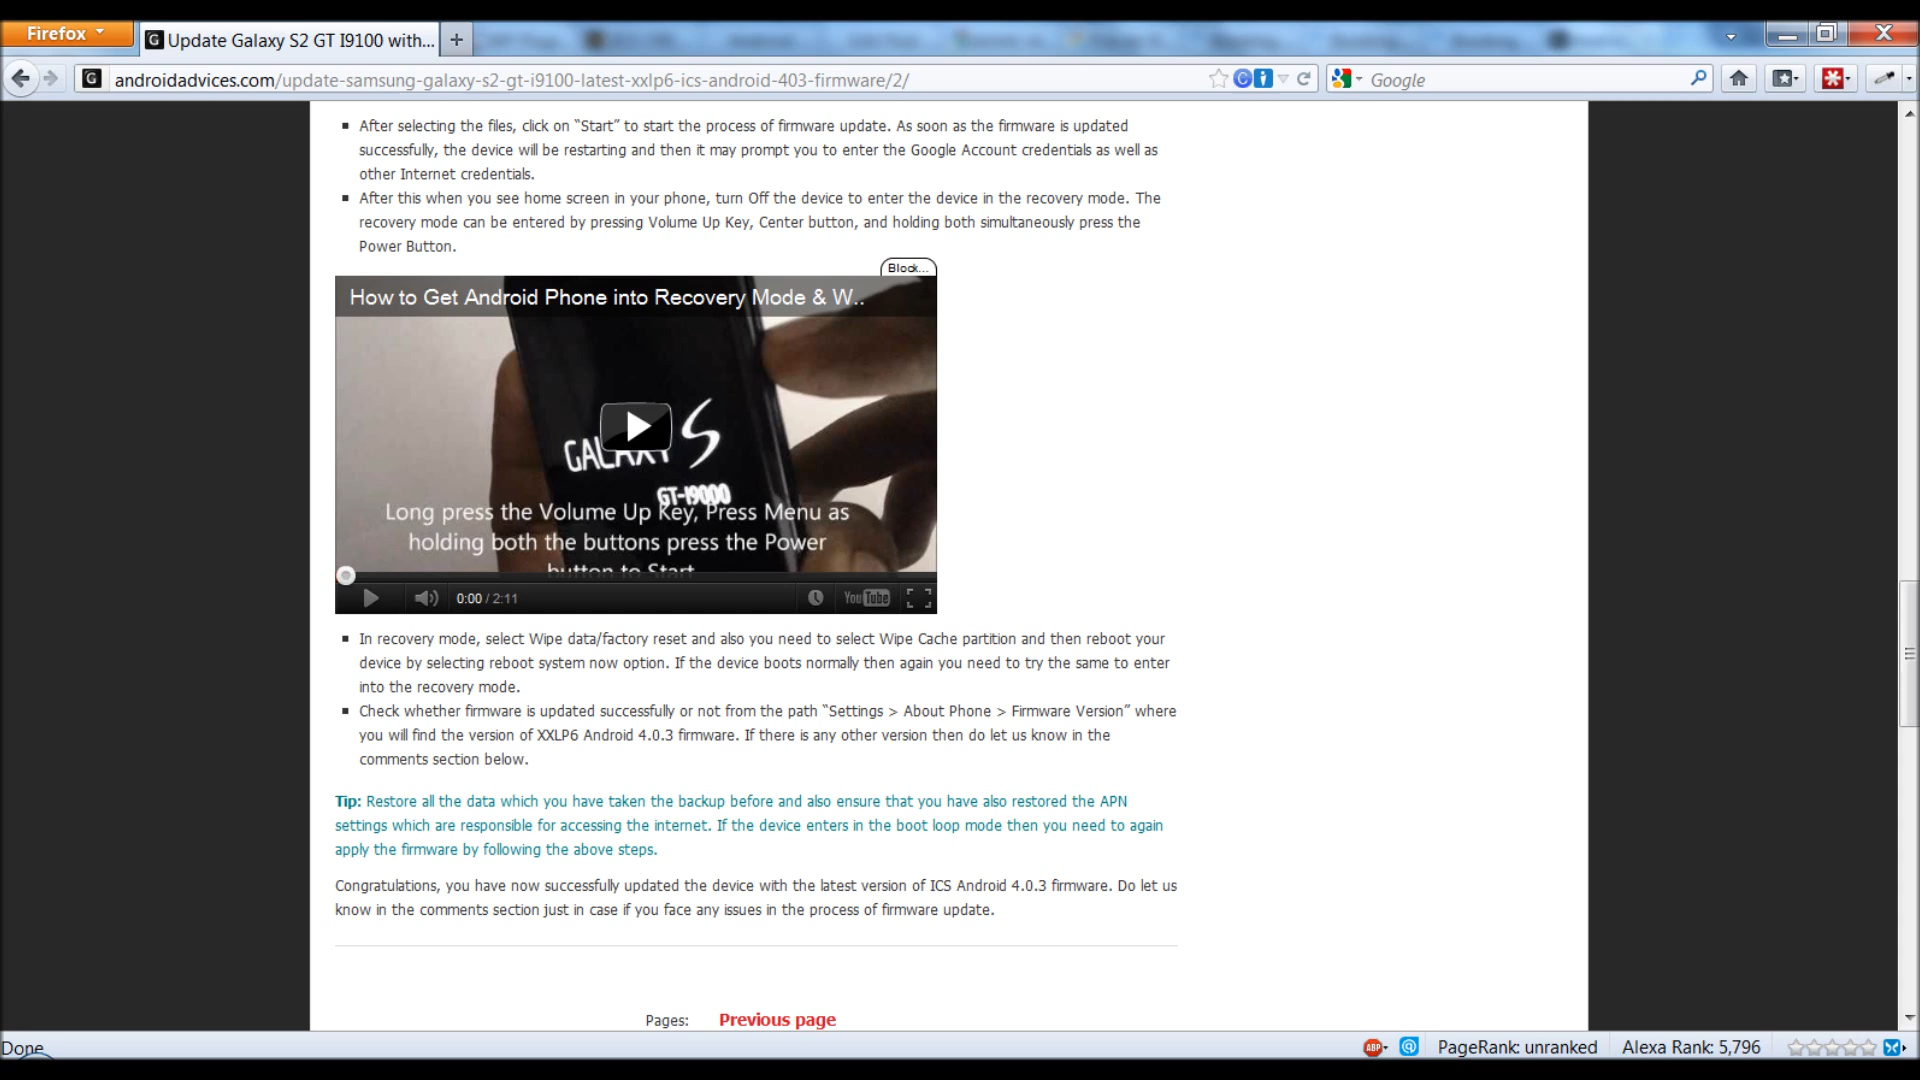 Firefox
Update Galaxy S2 GT I9100 with...
androidadvices.com/update-samsung-galaxy-s2-gt-i9100-latest-xxlp6-ics-android-403-firmware/2/
Google
After selecting the files, click on “Start” to start the process of firmware update. As soon as the firmware is updated
successfully, the device will be restarting and then it may prompt you to enter the Google Account credentials as well as
other Internet credentials.
After this when you see home screen in your phone, turn Off the device to enter the device in the recovery mode. The
recovery mode can be entered by pressing Volume Up Key, Center button, and holding both simultaneously press the
Power Button.
Block...
How to Get Android Phone into Recovery Mode & W..
GALAXY S
GT-I9000
Long press the Volume Up Key, Press Menu as
holding both the buttons press the Power
button to Start
0:00 / 2:11
YouTube
In recovery mode, select Wipe data/factory reset and also you need to select Wipe Cache partition and then reboot your
device by selecting reboot system now option. If the device boots normally then again you need to try the same to enter
into the recovery mode.
Check whether firmware is updated successfully or not from the path “Settings > About Phone > Firmware Version” where
you will find the version of XXLP6 Android 4.0.3 firmware. If there is any other version then do let us know in the
comments section below.
Tip: Restore all the data which you have taken the backup before and also ensure that you have also restored the APN
settings which are responsible for accessing the internet. If the device enters in the boot loop mode then you need to again
apply the firmware by following the above steps.
Congratulations, you have now successfully updated the device with the latest version of ICS Android 4.0.3 firmware. Do let us
know in the comments section just in case if you face any issues in the process of firmware update.
Pages: Previous page
Done
ABP
PageRank: unranked
Alexa Rank: 5,796